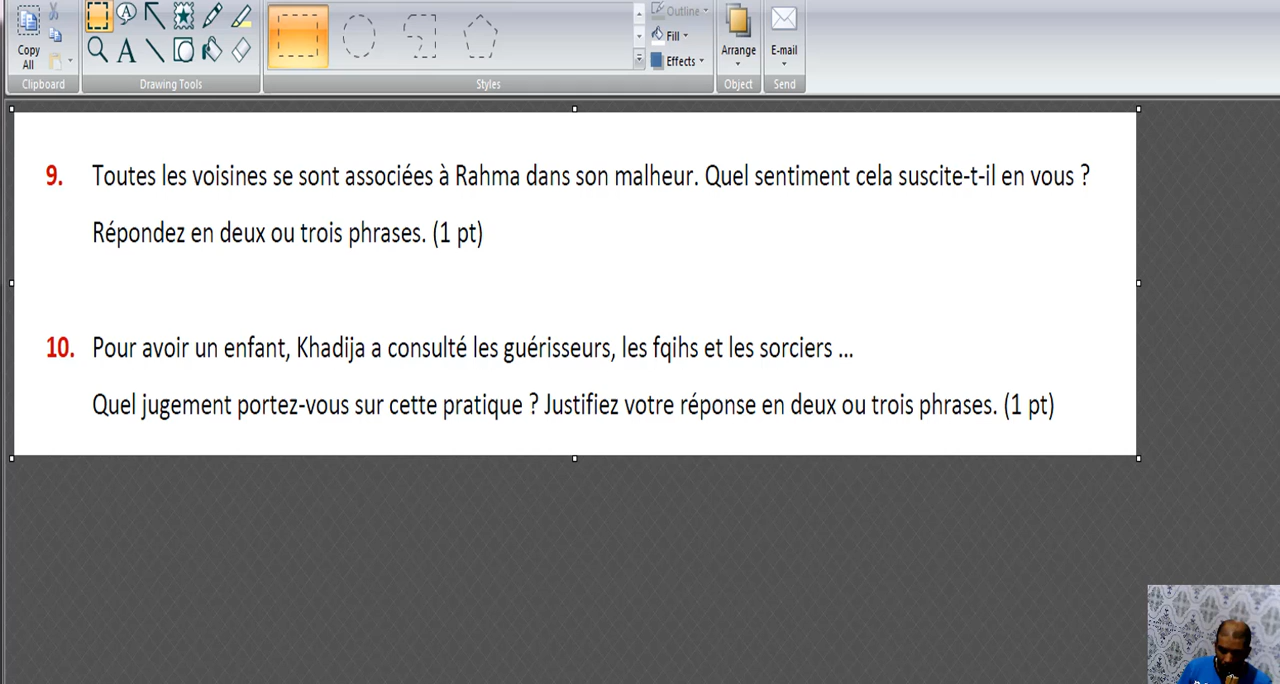 Copy
All
Clipboard
A
A
Drawing Tools
Styles
Outline
Fill
Effects
Arrange
Object
E-mail
Send
9. Toutes les voisines se sont associées à Rahma dans son malheur. Quel sentiment cela suscite-t-il en vous ?
Répondez en deux ou trois phrases. (1 pt)
10. Pour avoir un enfant, Khadija a consulté les guérisseurs, les fqihs et les sorciers ...
Quel jugement portez-vous sur cette pratique ? Justifiez votre réponse en deux ou trois phrases. (1 pt)